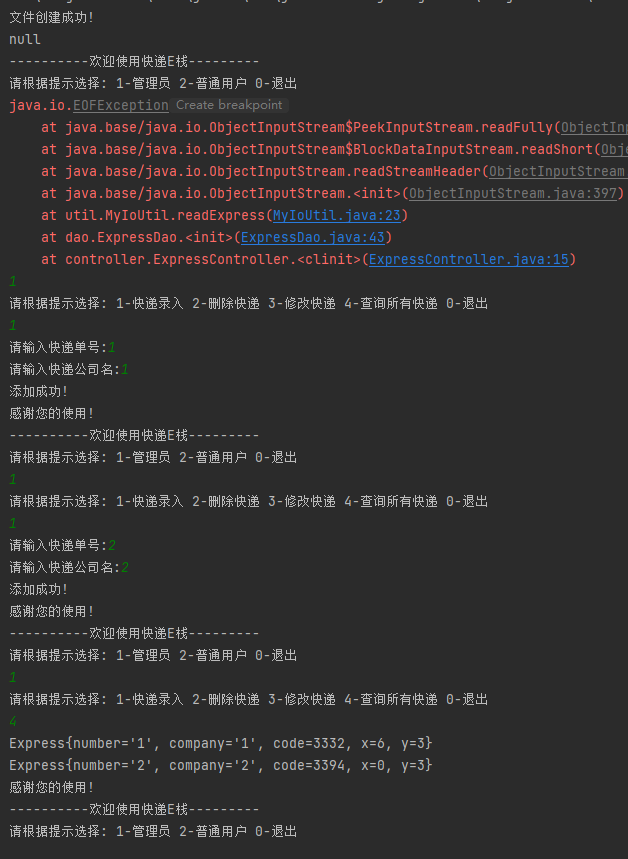 文件创建成功!
null
----------欢迎使用快递E栈---------
请根据提示选择: 1-管理员 2-普通用户 0-退出
java.io.EOFException Create breakpoint
at java.base/java.io.ObjectInputStream$PeekInputStream.readFully(ObjectInp
at java.base/java.io.ObjectInputStream$BlockDataInputStream.readShort(Obje
at java.base/java.io.ObjectInputStream.readStreamHeader(ObjectInputStream
at java.base/java.io.ObjectInputStream.<init>(ObjectInputStream.java:397)
at util.MyIoUtil.readExpress(MyIoUtil.java:23)
at dao.ExpressDao.<init>(ExpressDao.java:43)
at controller.ExpressController.<clinit>(ExpressController.java:15)
1
请根据提示选择: 1-快递录入 2-删除快递 3-修改快递 4-查询所有快递 0-退出
1
请输入快递单号:1
请输入快递公司名:1
添加成功!
感谢您的使用!
----------欢迎使用快递E栈---------
请根据提示选择: 1-管理员 2-普通用户 0-退出
1
请根据提示选择: 1-快递录入 2-删除快递 3-修改快递 4-查询所有快递 0-退出
1
请输入快递单号:2
请输入快递公司名:2
添加成功!
感谢您的使用!
----------欢迎使用快递E栈---------
请根据提示选择: 1-管理员 2-普通用户 0-退出
1
请根据提示选择: 1-快递录入 2-删除快递 3-修改快递 4-查询所有快递 0-退出
4
Express{number='1', company='1', code=3332, x=6, y=3}
Express{number='2', company='2', code=3394, x=0, y=3}
感谢您的使用!
----------欢迎使用快递E栈---------
请根据提示选择: 1-管理员 2-普通用户 0-退出